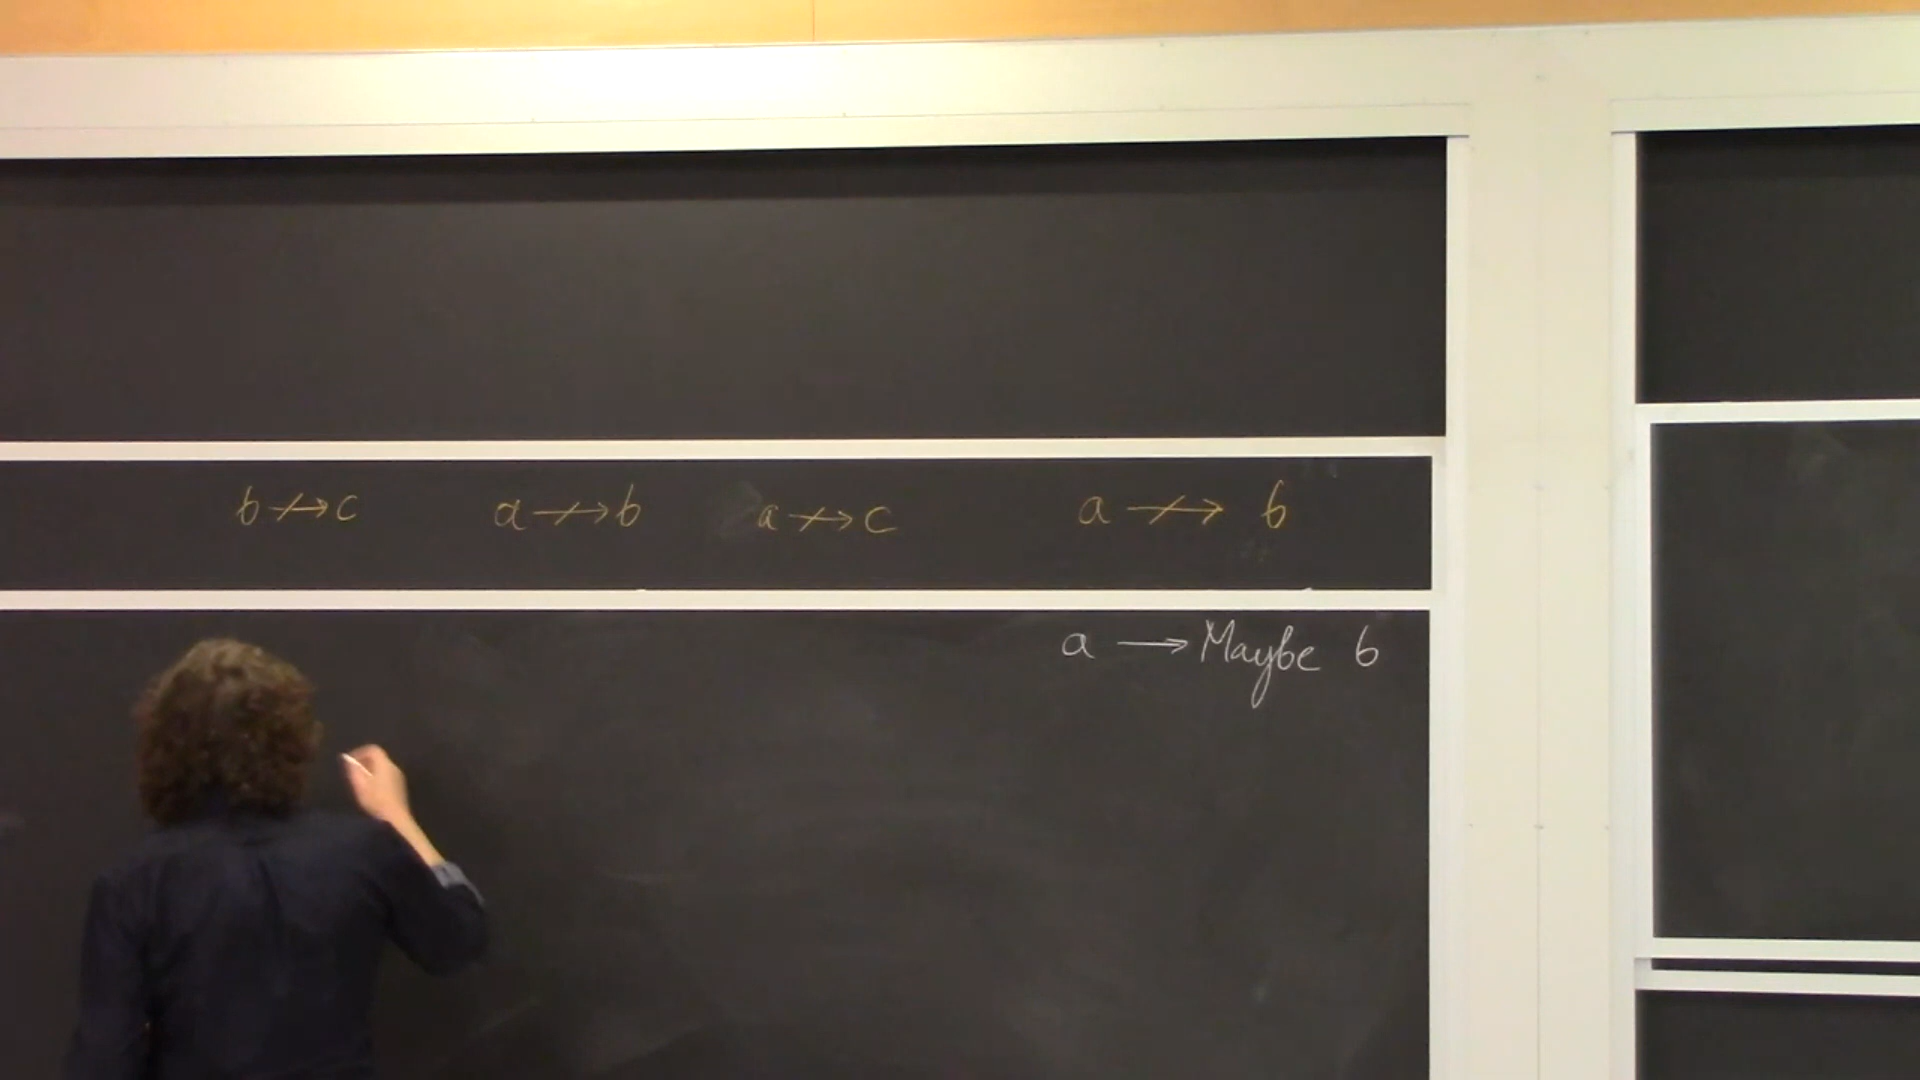 b ↛ c a ↛ b a ↛ c a ↛ b
a → Maybe b